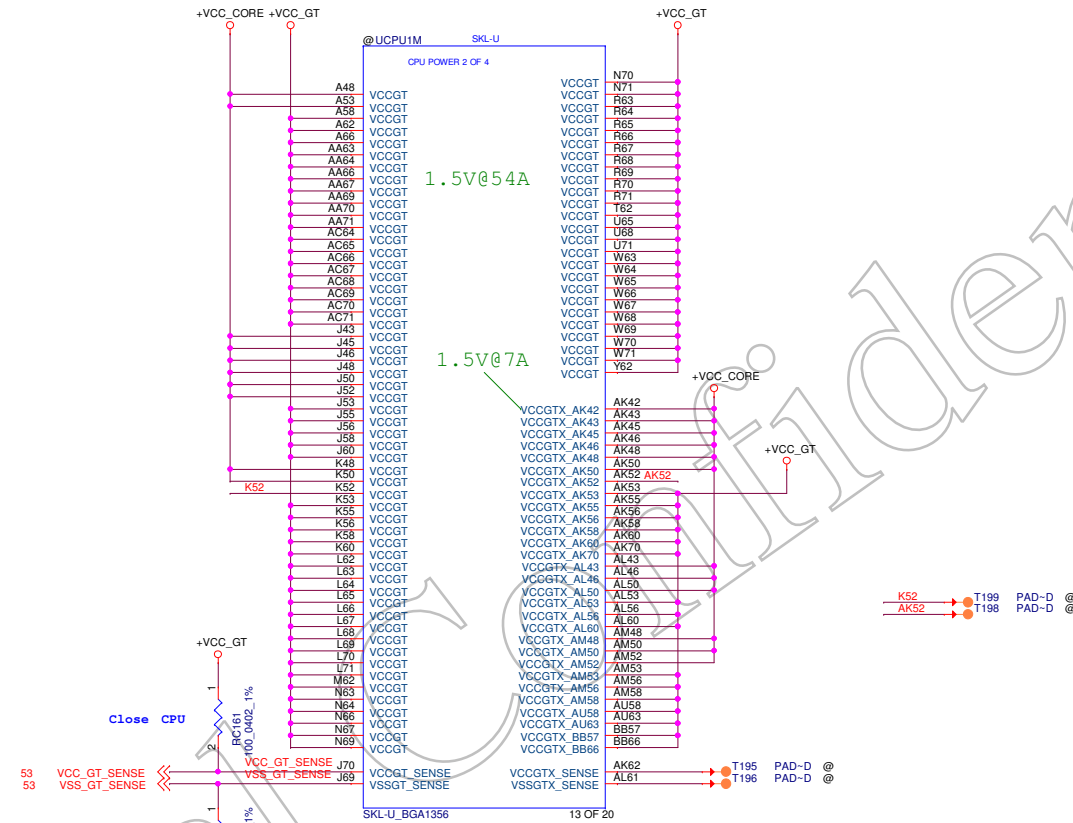 +VCC_CORE +VCC_GT
+VCC_GT
@ UCPU1M SKL-U
CPU POWER 2 OF 4
A48 VCCGT
A53 VCCGT
A58 VCCGT
A62 VCCGT
A66 VCCGT
AA63 VCCGT
AA64 VCCGT
AA66 VCCGT
AA67 VCCGT
AA69 VCCGT
AA70 VCCGT
AA71 VCCGT
AC64 VCCGT
AC65 VCCGT
AC66 VCCGT
AC67 VCCGT
AC68 VCCGT
AC69 VCCGT
AC70 VCCGT
AC71 VCCGT
J43 VCCGT
J45 VCCGT
J46 VCCGT
J48 VCCGT
J50 VCCGT
J52 VCCGT
J53 VCCGT
J55 VCCGT
J56 VCCGT
J58 VCCGT
J60 VCCGT
K48 VCCGT
K50 VCCGT
K52 K52 VCCGT
K53 VCCGT
K55 VCCGT
K56 VCCGT
K58 VCCGT
K60 VCCGT
L62 VCCGT
L63 VCCGT
L64 VCCGT
L65 VCCGT
L66 VCCGT
L67 VCCGT
L68 VCCGT
L69 VCCGT
L70 VCCGT
L71 VCCGT
M62 VCCGT
N63 VCCGT
N64 VCCGT
N66 VCCGT
N67 VCCGT
N69 VCCGT
VCC_GT_SENSE J70 VCCGT_SENSE
VSS_GT_SENSE J69 VSSGT_SENSE
1.5V@54A
1.5V@7A
VCCGT N70
VCCGT N71
VCCGT R63
VCCGT R64
VCCGT R65
VCCGT R66
VCCGT R67
VCCGT R68
VCCGT R69
VCCGT R70
VCCGT R71
VCCGT T62
VCCGT U65
VCCGT U68
VCCGT U71
VCCGT W63
VCCGT W64
VCCGT W65
VCCGT W66
VCCGT W67
VCCGT W68
VCCGT W69
VCCGT W70
VCCGT W71
VCCGT Y62
+VCC_CORE
VCCGTX_AK42 AK42
VCCGTX_AK43 AK43
VCCGTX_AK45 AK45
VCCGTX_AK46 AK46
VCCGTX_AK48 AK48
VCCGTX_AK50 AK50
VCCGTX_AK52 AK52 AK52
VCCGTX_AK53 AK53
VCCGTX_AK55 AK55
VCCGTX_AK56 AK56
VCCGTX_AK58 AK58
VCCGTX_AK60 AK60
VCCGTX_AK70 AK70
VCCGTX_AL43 AL43
VCCGTX_AL46 AL46
VCCGTX_AL50 AL50
VCCGTX_AL53 AL53
VCCGTX_AL56 AL56
VCCGTX_AL60 AL60
VCCGTX_AM48 AM48
VCCGTX_AM50 AM50
VCCGTX_AM52 AM52
VCCGTX_AM53 AM53
VCCGTX_AM56 AM56
VCCGTX_AM58 AM58
VCCGTX_AU58 AU58
VCCGTX_AU63 AU63
VCCGTX_BB57 BB57
VCCGTX_BB66 BB66
VCCGTX_SENSE AK62
VSSGTX_SENSE AL61
+VCC_GT
K52 T199 PAD~D @
AK52 T198 PAD~D @
T195 PAD~D @
T196 PAD~D @
+VCC_GT
1
Close CPU
RC161
100_0402_1%
2
53 VCC_GT_SENSE
53 VSS_GT_SENSE
1
1%
SKL-U_BGA1356
13 OF 20
l Confiden